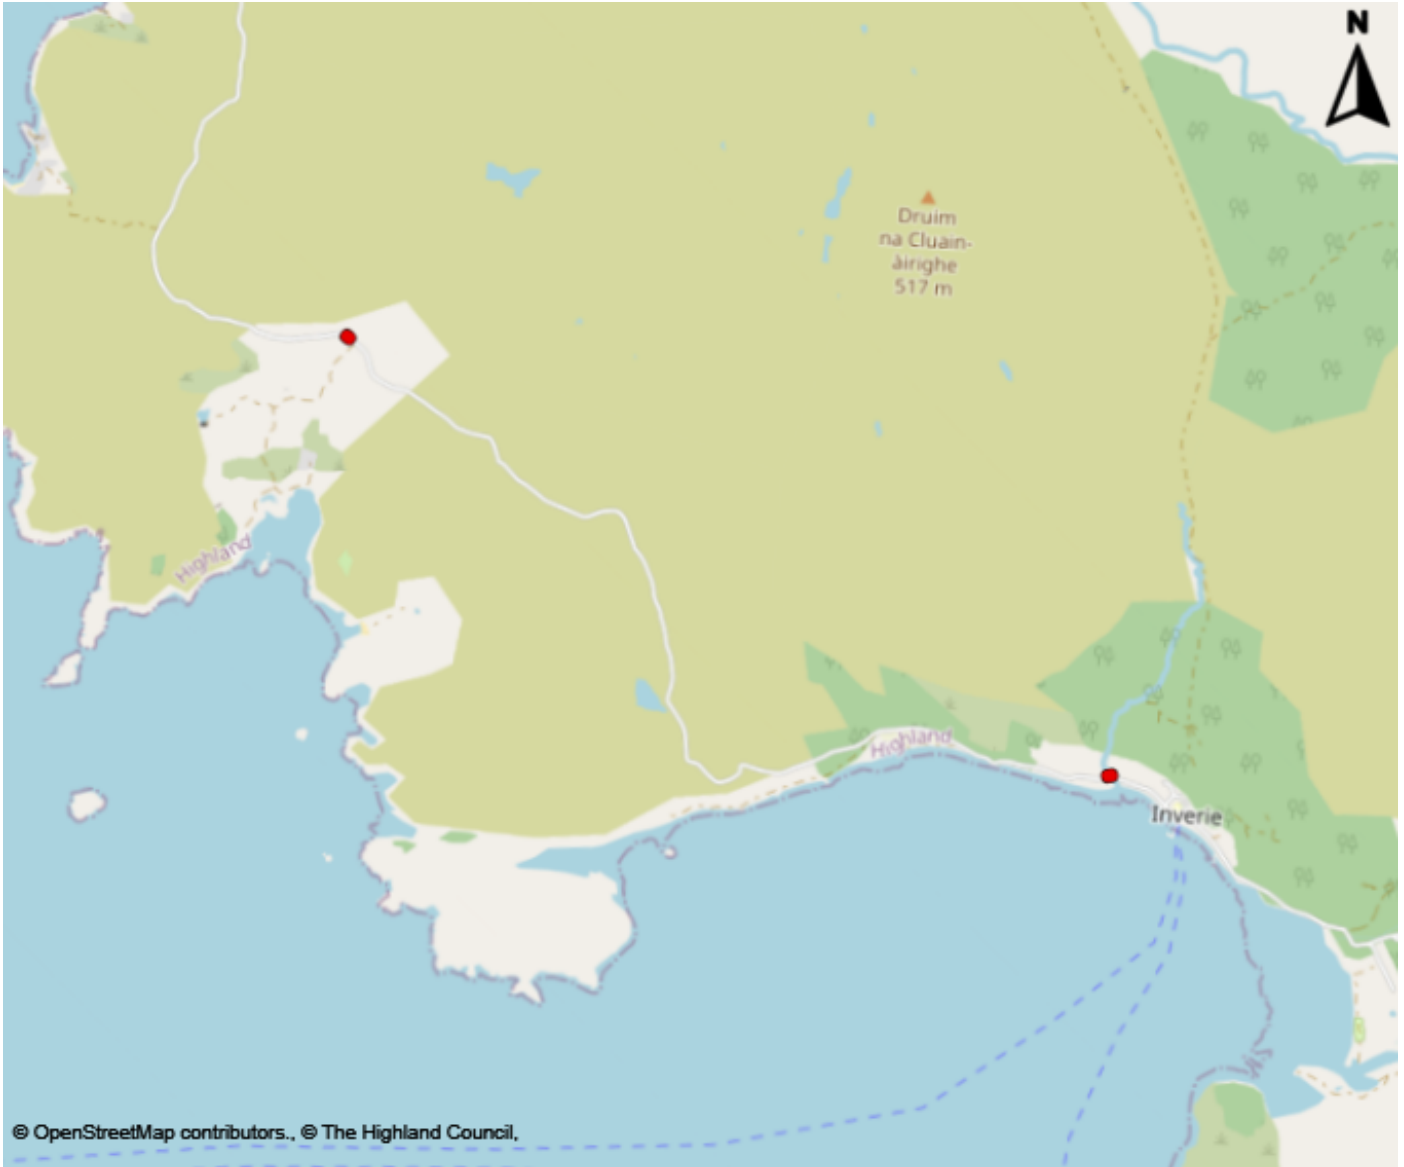 N
Druim
na Cluain-
àirighe
517 m
Highland
Highland
Inverie
© OpenStreetMap contributors., © The Highland Council,